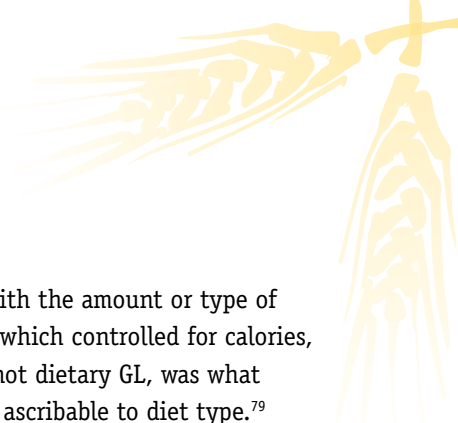 ith the amount or type of
which controlled for calories,
not dietary GL, was what
ascribable to diet type.79